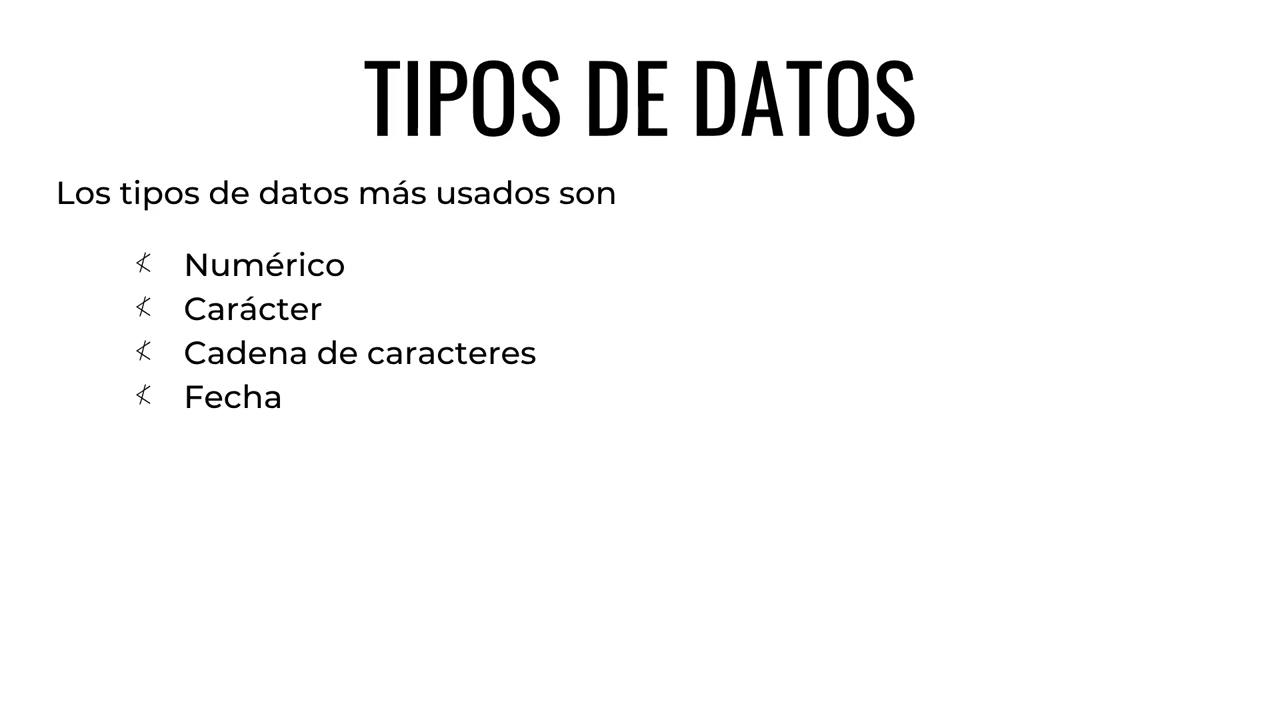 TIPOS DE DATOS
Los tipos de datos más usados son
≮ Numérico
≮ Carácter
≮ Cadena de caracteres
≮ Fecha